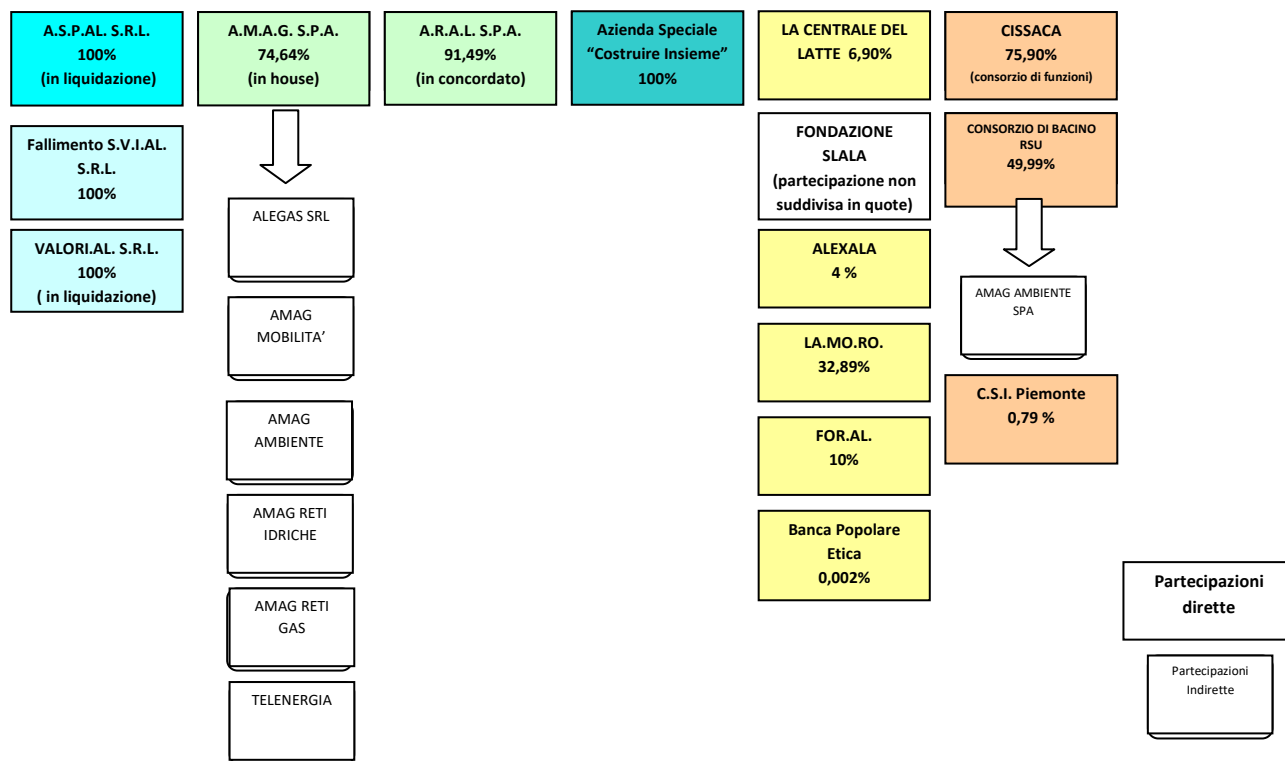 A.S.P.AL. S.R.L.
100%
(in liquidazione)
Fallimento S.V.I.AL.
S.R.L.
100%
VALORI.AL. S.R.L.
100%
( in liquidazione)
A.M.A.G. S.P.A.
74,64%
(in house)
ALEGAS SRL
AMAG
MOBILITA’
AMAG
AMBIENTE
AMAG RETI
IDRICHE
AMAG RETI
GAS
TELENERGIA
A.R.A.L. S.P.A.
91,49%
(in concordato)
Azienda Speciale
“Costruire Insieme”
100%
LA CENTRALE DEL
LATTE 6,90%
FONDAZIONE
SLALA
(partecipazione non
suddivisa in quote)
ALEXALA
4 %
LA.MO.RO.
32,89%
FOR.AL.
10%
Banca Popolare
Etica
0,002%
CISSACA
75,90%
(consorzio di funzioni)
CONSORZIO DI BACINO
RSU
49,99%
AMAG AMBIENTE
SPA
C.S.I. Piemonte
0,79 %
Partecipazioni
dirette
Partecipazioni
Indirette